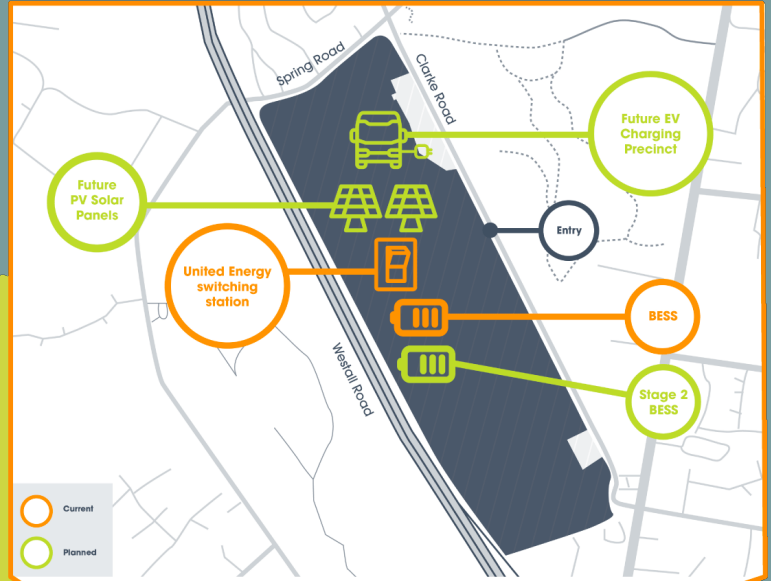 Spring Road
Clarke Road
Future EV
Charging
Precinct
Future
PV Solar
Panels
Entry
United Energy
switching
station
BESS
Westall Road
Stage 2
BESS
Current
Planned